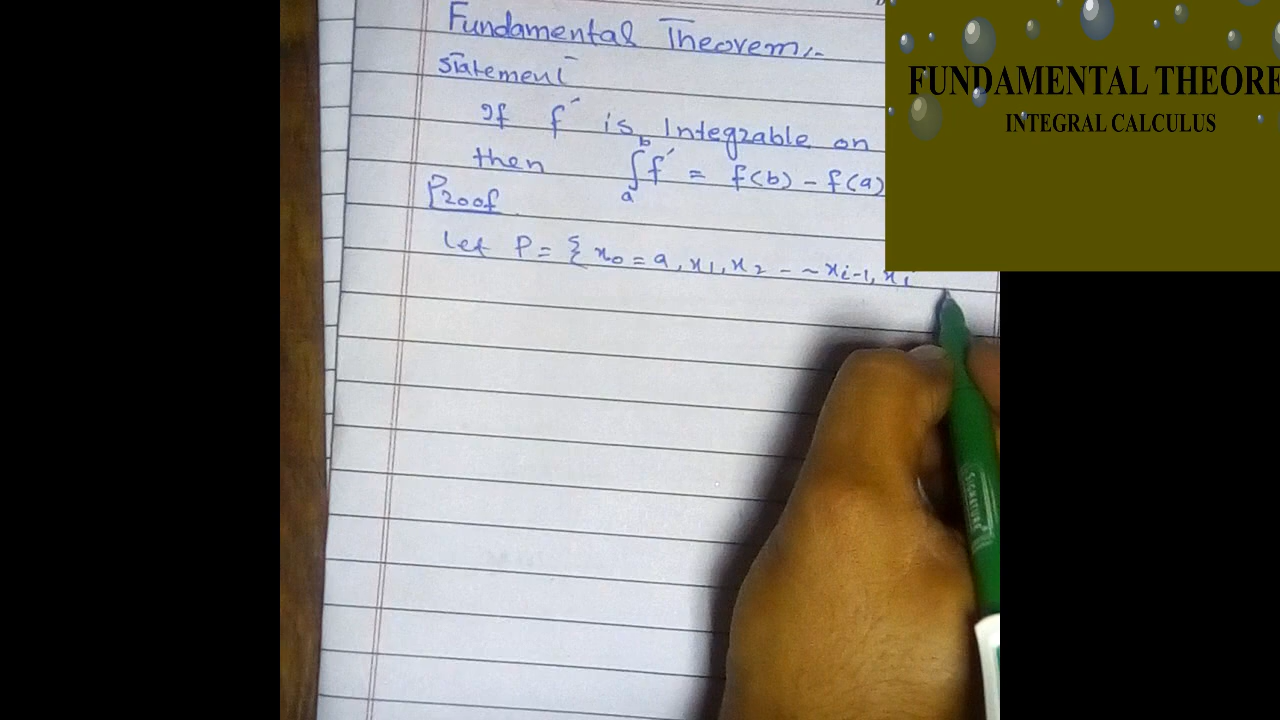 Fundamental Theorem:-
Statement
If f′ is Integrable on
then ∫ₐᵇ f′ = f(b) - f(a)
Proof
let P = { x₀ = a, x₁, x₂ - ~ xᵢ₋₁, xᵢ
FUNDAMENTAL THEORE
INTEGRAL CALCULUS
SIGNATURE